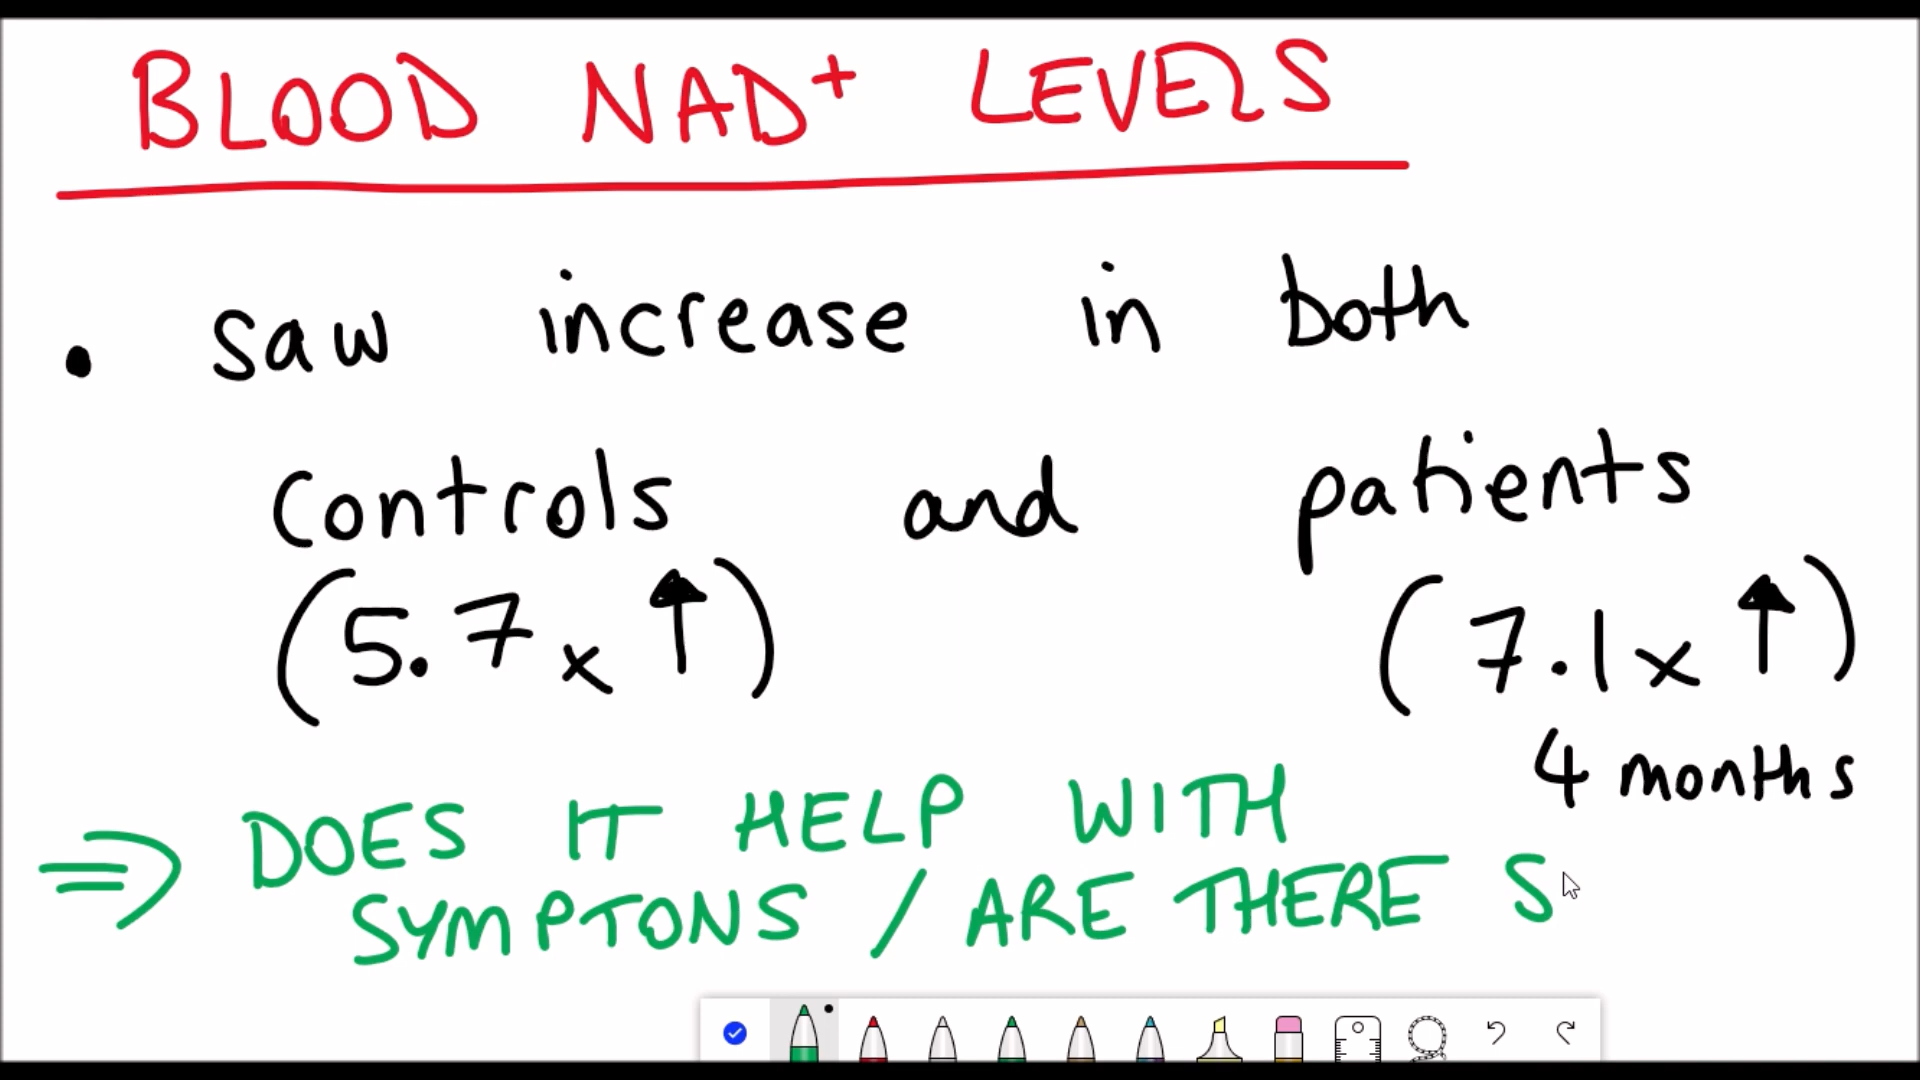 BLOOD NAD+ LEVELS
• saw increase in both
controls and patients
(5.7x↑) (7.1x↑)
4 months
⇒ DOES IT HELP WITH
SYMPTONS / ARE THERE S